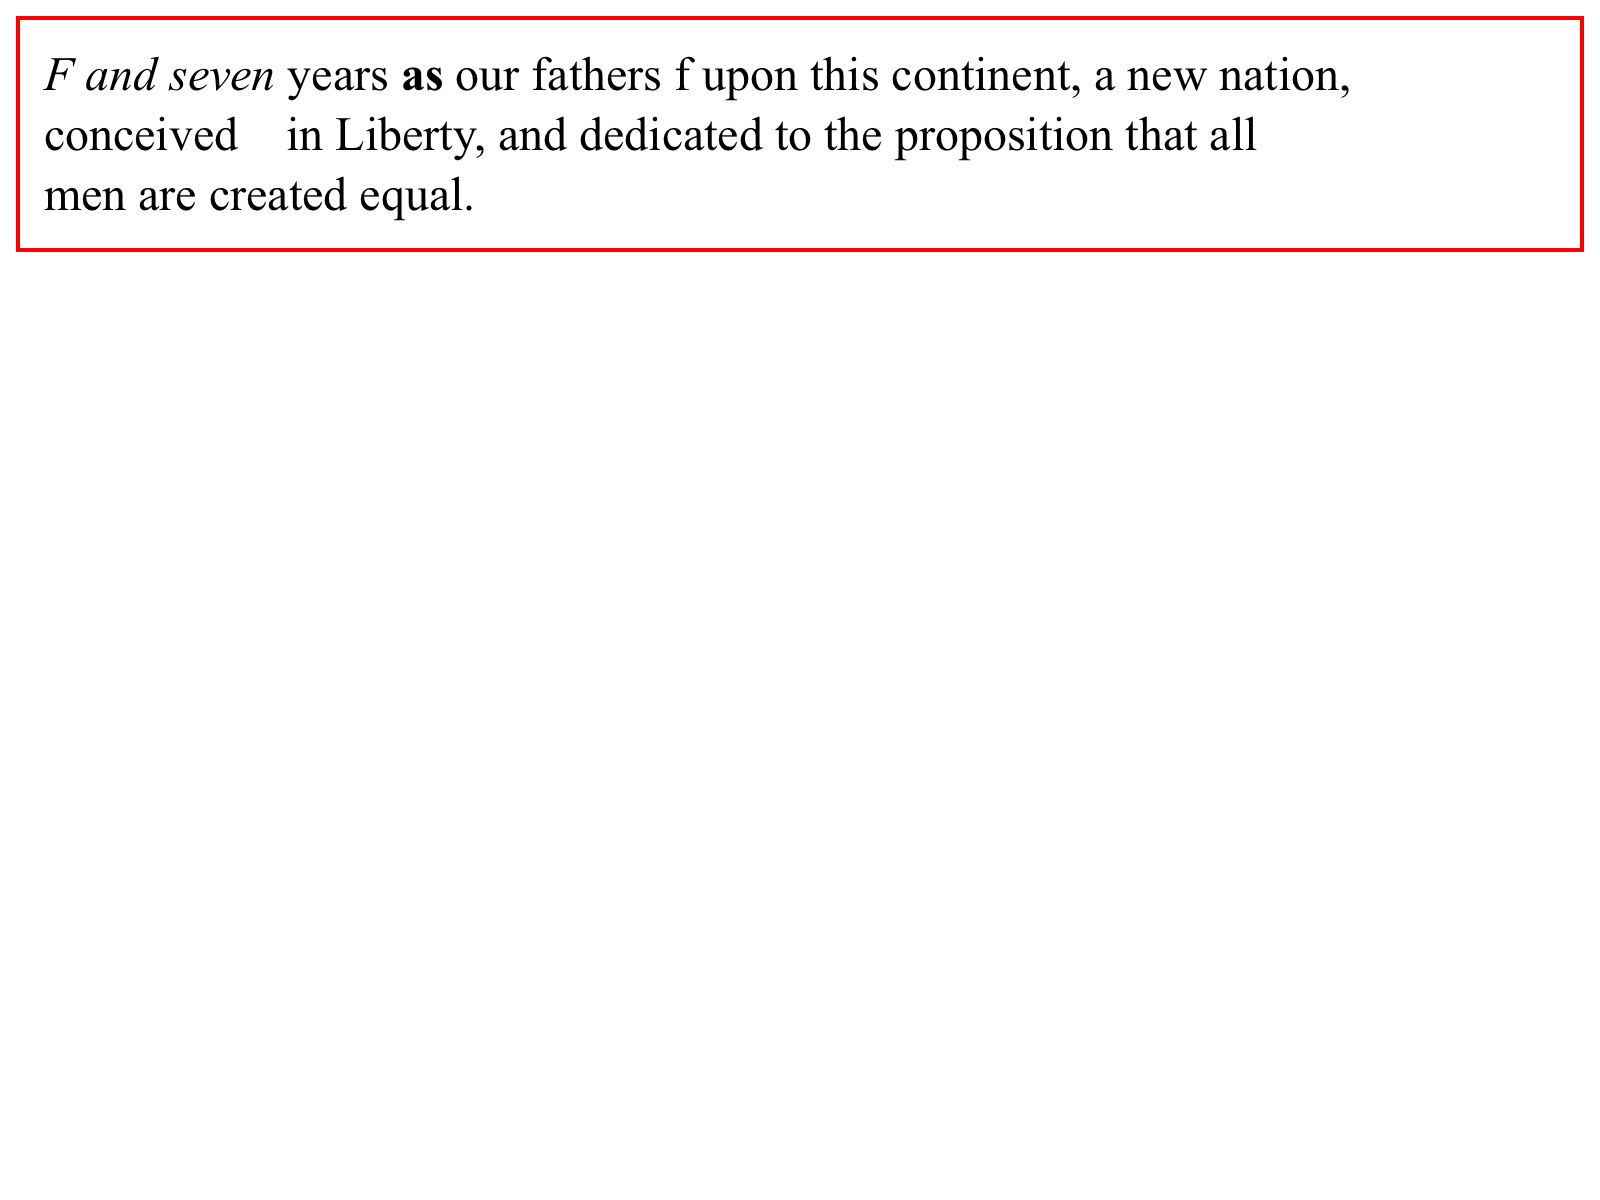 F and seven years as our fathers f upon this continent, a new nation,
conceived    in Liberty, and dedicated to the proposition that all
men are created equal.